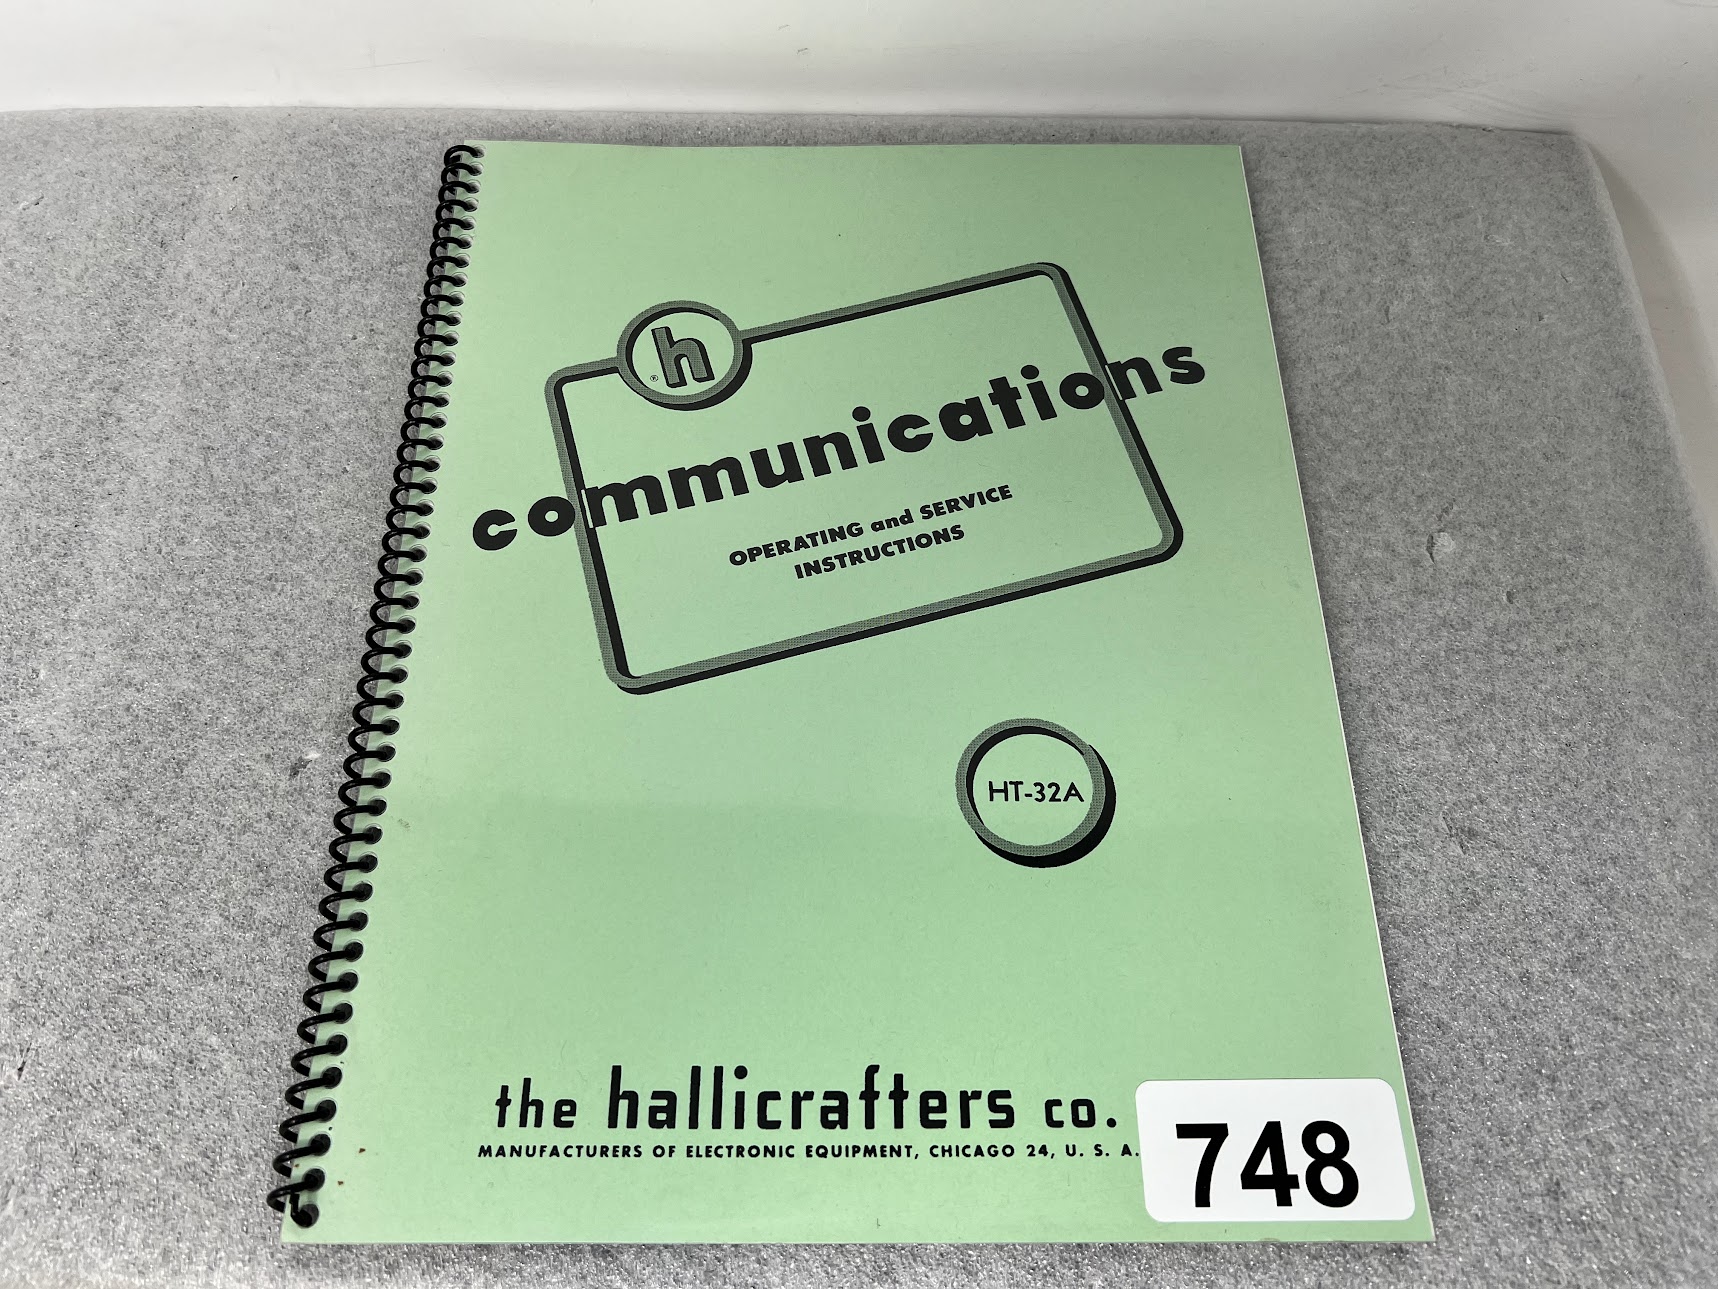 h
®
communications
OPERATING and SERVICE
INSTRUCTIONS
HT-32A
the hallicrafters co.
MANUFACTURERS OF ELECTRONIC EQUIPMENT, CHICAGO 24, U. S. A.
748